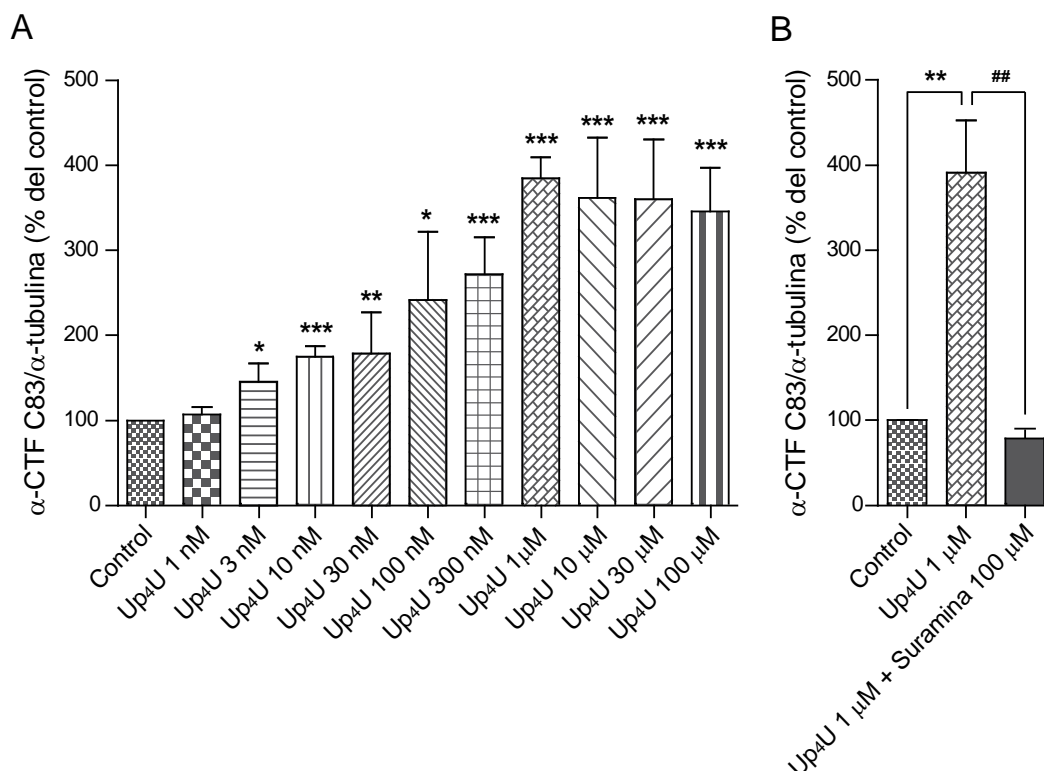 A
α-CTF C83/α-tubulina (% del control)
500
400
300
200
100
0
*
***
**
*
***
***
***
***
***
Control
Up₄U 1 nM
Up₄U 3 nM
Up₄U 10 nM
Up₄U 30 nM
Up₄U 100 nM
Up₄U 300 nM
Up₄U 1μM
Up₄U 10 μM
Up₄U 30 μM
Up₄U 100 μM
B
α-CTF C83/α-tubulina (% del control)
500
400
300
200
100
0
** ##
Control
Up₄U 1 μM
Up₄U 1 μM + Suramina 100 μM